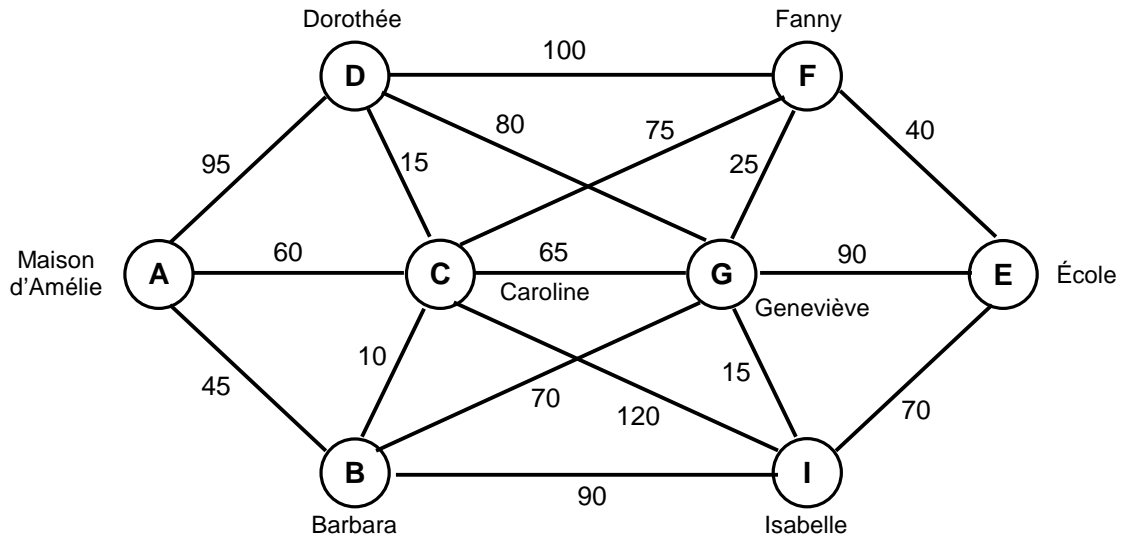 Dorothée
Fanny
D
100
F
95
15
80
75
25
40
Maison
d'Amélie
A
60
C
65
G
90
E
École
Caroline
Geneviève
45
10
70
120
15
70
B
90
I
Barbara
Isabelle